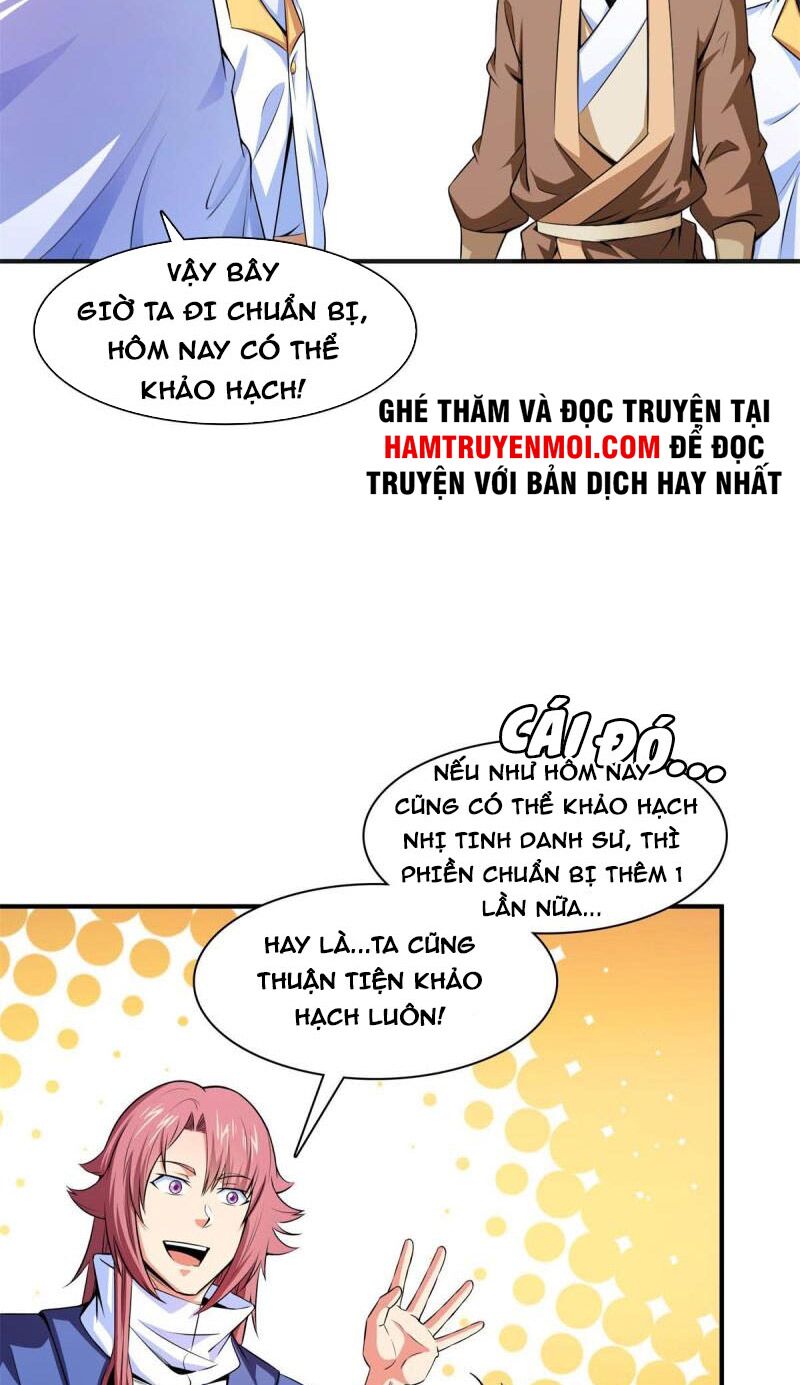 VẬY BÂY
GIỜ TA ĐI CHUẨN BỊ,
HÔM NAY CÓ THỂ
KHẢO HẠCH!
GHÉ THĂM VÀ ĐỌC TRUYỆN TẠI
HAMTRUYENMOI.COM ĐỂ ĐỌC
TRUYỆN VỚI BẢN DỊCH HAY NHẤT
CÁI ĐÓ...
NẾU NHƯ HÔM NAY
CŨNG CÓ THỂ KHẢO HẠCH
NHỊ TINH DANH SƯ, THÌ
PHIỀN CHUẨN BỊ THÊM 1
LẦN NỮA...
HAY LÀ...TA CŨNG
THUẬN TIỆN KHẢO
HẠCH LUÔN!